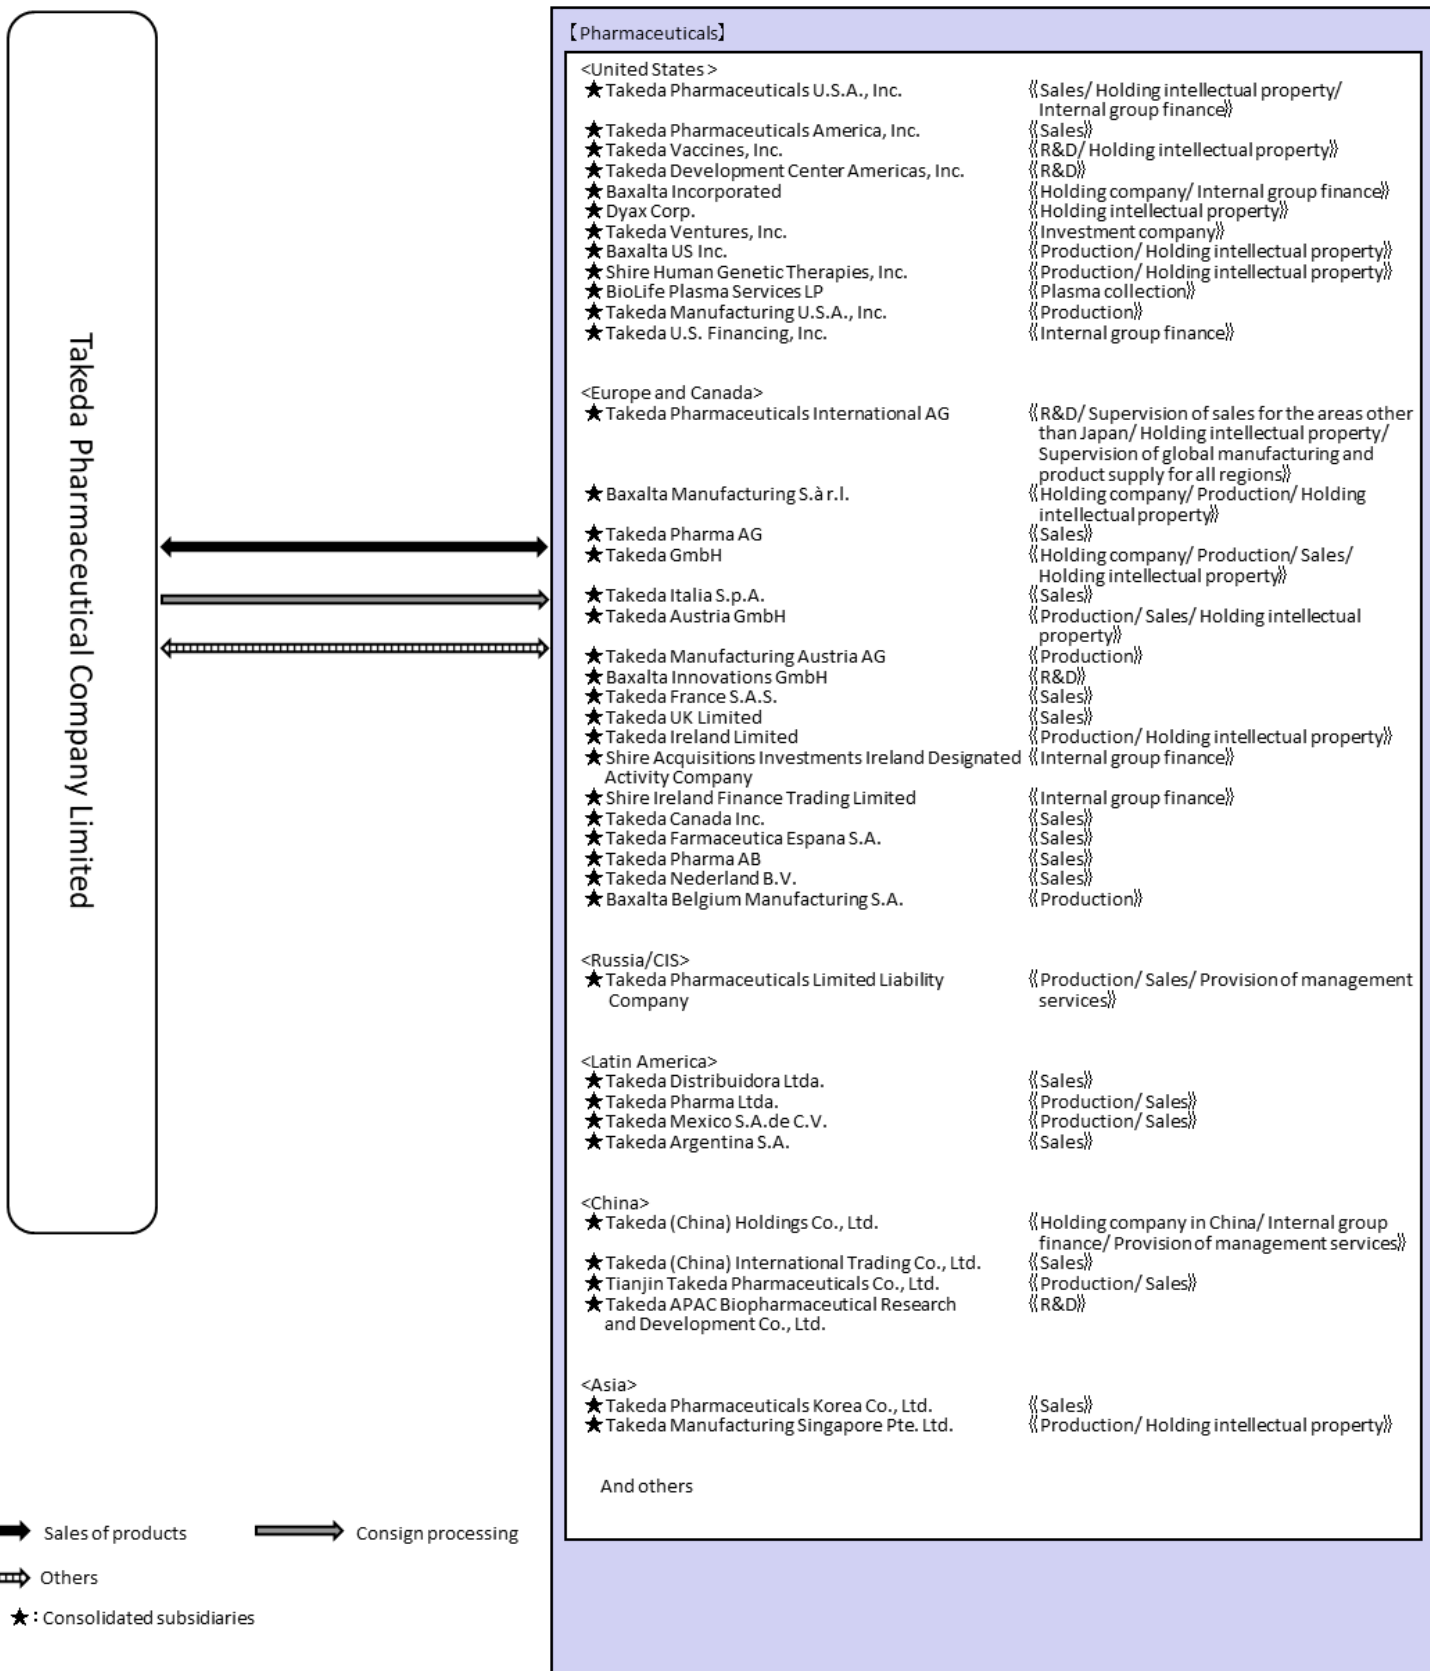 Takeda Pharmaceutical Company Limited
【Pharmaceuticals】
<United States>
★Takeda Pharmaceuticals U.S.A., Inc. 《Sales/ Holding intellectual property/
Internal group finance》
★Takeda Pharmaceuticals America, Inc. 《Sales》
★Takeda Vaccines, Inc. 《R&D/ Holding intellectual property》
★Takeda Development Center Americas, Inc. 《R&D》
★Baxalta Incorporated 《Holding company/ Internal group finance》
★Dyax Corp. 《Holding intellectual property》
★Takeda Ventures, Inc. 《Investment company》
★Baxalta US Inc. 《Production/ Holding intellectual property》
★Shire Human Genetic Therapies, Inc. 《Production/ Holding intellectual property》
★BioLife Plasma Services LP 《Plasma collection》
★Takeda Manufacturing U.S.A., Inc. 《Production》
★Takeda U.S. Financing, Inc. 《Internal group finance》
<Europe and Canada>
★Takeda Pharmaceuticals International AG 《R&D/ Supervision of sales for the areas other
than Japan/ Holding intellectual property/
Supervision of global manufacturing and
product supply for all regions》
★Baxalta Manufacturing S.à r.l. 《Holding company/ Production/ Holding
intellectual property》
★Takeda Pharma AG 《Sales》
★Takeda GmbH 《Holding company/ Production/ Sales/
Holding intellectual property》
★Takeda Italia S.p.A. 《Sales》
★Takeda Austria GmbH 《Production/ Sales/ Holding intellectual
property》
★Takeda Manufacturing Austria AG 《Production》
★Baxalta Innovations GmbH 《R&D》
★Takeda France S.A.S. 《Sales》
★Takeda UK Limited 《Sales》
★Takeda Ireland Limited 《Production/ Holding intellectual property》
★Shire Acquisitions Investments Ireland Designated 《Internal group finance》
Activity Company
★Shire Ireland Finance Trading Limited 《Internal group finance》
★Takeda Canada Inc. 《Sales》
★Takeda Farmaceutica Espana S.A. 《Sales》
★Takeda Pharma AB 《Sales》
★Takeda Nederland B.V. 《Sales》
★Baxalta Belgium Manufacturing S.A. 《Production》
<Russia/CIS>
★Takeda Pharmaceuticals Limited Liability 《Production/ Sales/ Provision of management
Company services》
<Latin America>
★Takeda Distribuidora Ltda. 《Sales》
★Takeda Pharma Ltda. 《Production/ Sales》
★Takeda Mexico S.A.de C.V. 《Production/ Sales》
★Takeda Argentina S.A. 《Sales》
<China>
★Takeda (China) Holdings Co., Ltd. 《Holding company in China/ Internal group
finance/ Provision of management services》
★Takeda (China) International Trading Co., Ltd. 《Sales》
★Tianjin Takeda Pharmaceuticals Co., Ltd. 《Production/ Sales》
★Takeda APAC Biopharmaceutical Research 《R&D》
and Development Co., Ltd.
<Asia>
★Takeda Pharmaceuticals Korea Co., Ltd. 《Sales》
★Takeda Manufacturing Singapore Pte. Ltd. 《Production/ Holding intellectual property》
And others
Sales of products Consign processing
Others
★：Consolidated subsidiaries